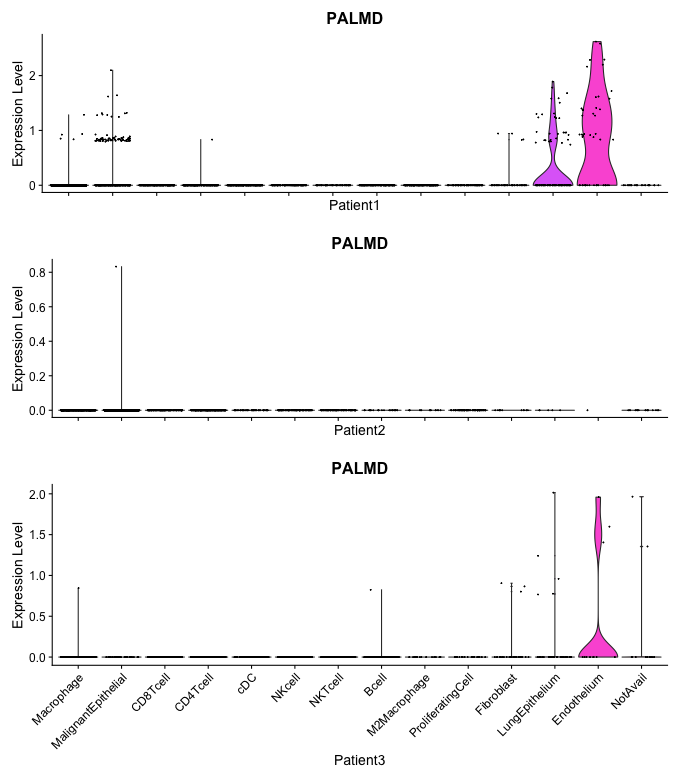 PALMD
Expression Level
2
1
0
Patient1
PALMD
Expression Level
0.8
0.6
0.4
0.2
0.0
Patient2
PALMD
Expression Level
2.0
1.5
1.0
0.5
0.0
Macrophage
MalignantEpithelial
CD8Tcell
CD4Tcell
cDC
NKcell
NKTcell
Bcell
M2Macrophage
ProliferatingCell
Fibroblast
LungEpithelium
Endothelium
NotAvail
Patient3